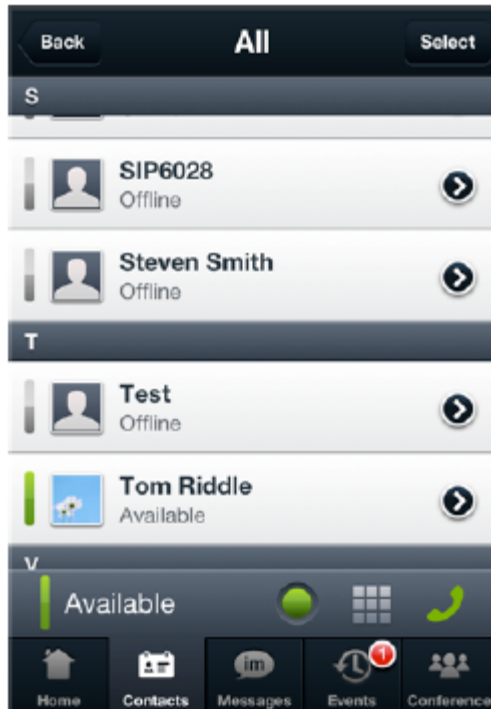 Back
All
Select
S
SIP6028
Offline
Steven Smith
Offline
T
Test
Offline
Tom Riddle
Available
V
Available
im
1
Home
Contacts
Messages
Events
Conference